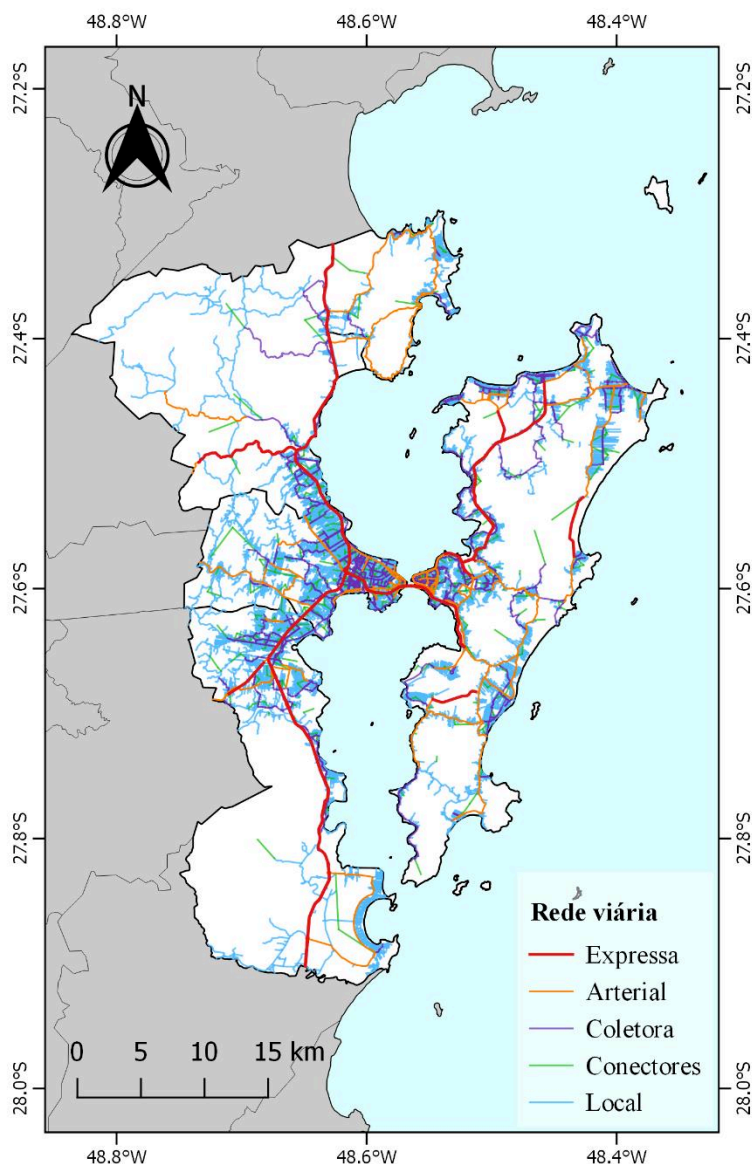 48.8°W 48.6°W 48.4°W
27.2°S 27.2°S
N
27.4°S 27.4°S
27.6°S 27.6°S
27.8°S 27.8°S
Rede viária
Expressa
Arterial
Coletora
Conectores
Local
0 5 10 15 km
28.0°S 28.0°S
48.8°W 48.6°W 48.4°W